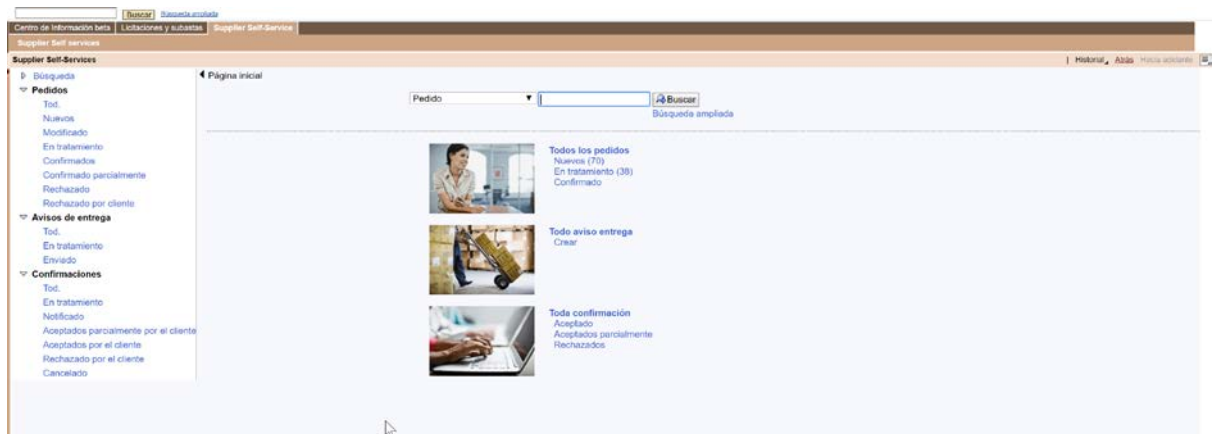 Buscar Búsqueda ampliada
Centro de Información beta Licitaciones y subastas Supplier Self-Service
Supplier Self services
Supplier Self-Services | Historial Atrás Hacia adelante
Búsqueda
Pedidos
Tod.
Nuevos
Modificado
En tratamiento
Confirmados
Confirmado parcialmente
Rechazado
Rechazado por cliente
Avisos de entrega
Tod.
En tratamiento
Enviado
Confirmaciones
Tod.
En tratamiento
Notificado
Aceptados parcialmente por el cliente
Aceptados por el cliente
Rechazado por el cliente
Cancelado
Página inicial
Pedido Buscar
Búsqueda ampliada
Todos los pedidos
Nuevos (70)
En tratamiento (38)
Confirmado
Todo aviso entrega
Crear
Toda confirmación
Aceptado
Aceptados parcialmente
Rechazados